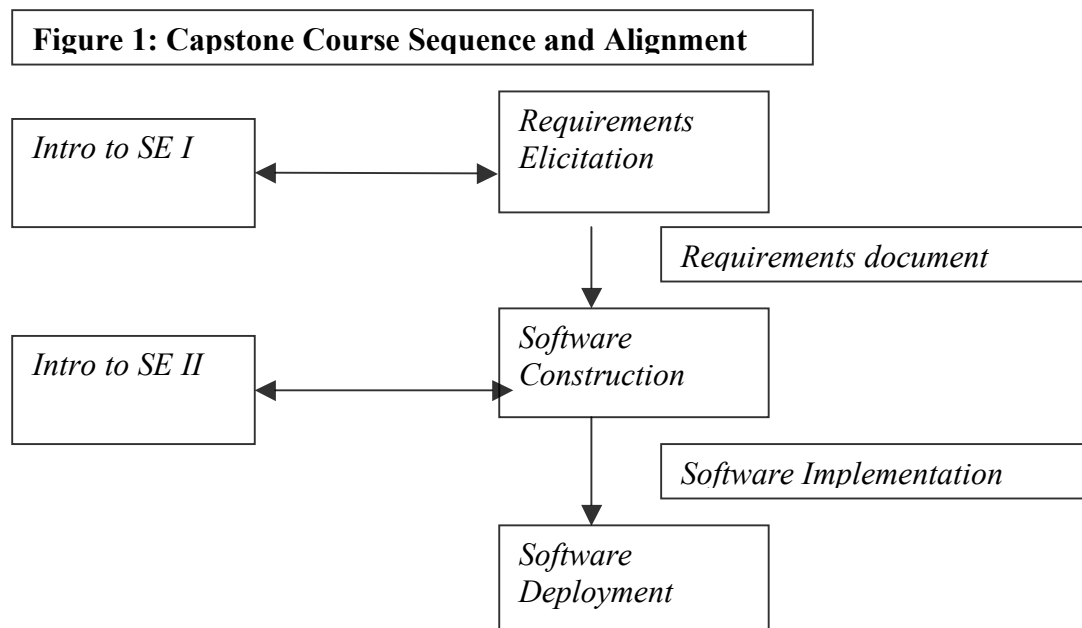 Figure 1: Capstone Course Sequence and Alignment
Intro to SE I
Requirements
Elicitation
Requirements document
Intro to SE II
Software
Construction
Software Implementation
Software
Deployment